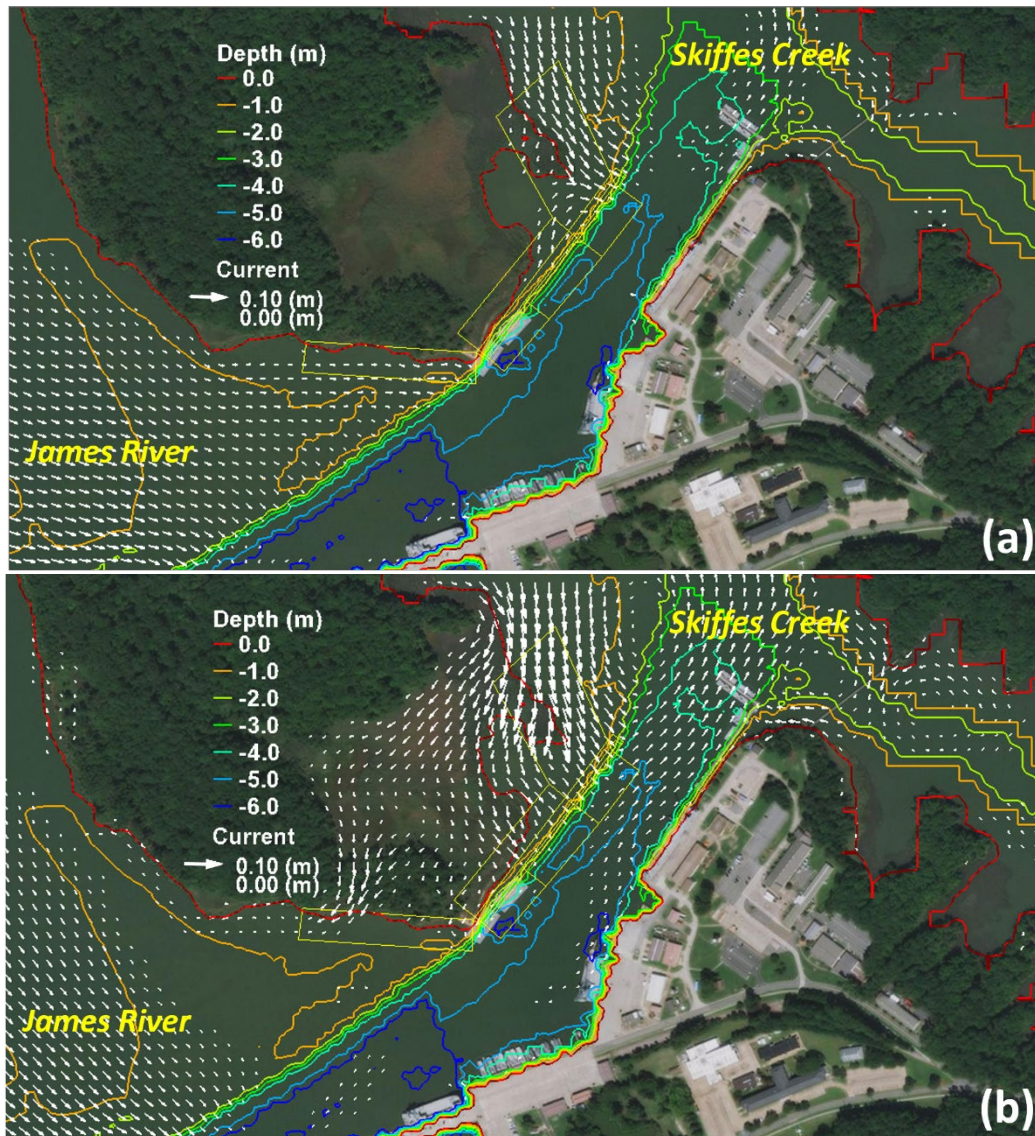 Skiffes Creek
Depth (m)
0.0
-1.0
-2.0
-3.0
-4.0
-5.0
-6.0
Current
0.10 (m)
0.00 (m)
James River
(a)
Skiffes Creek
Depth (m)
0.0
-1.0
-2.0
-3.0
-4.0
-5.0
-6.0
Current
0.10 (m)
0.00 (m)
James River
(b)